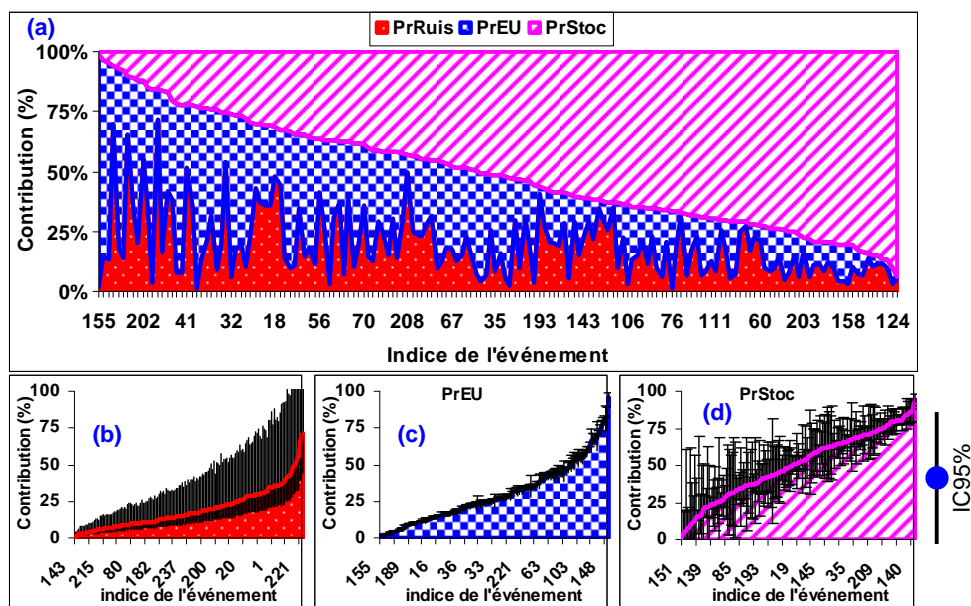 (a)
PrRuis PrEU PrStoc
100%
75%
50%
25%
0%
Contribution (%)
155 202 41 32 18 56 70 208 67 35 193 143 106 76 111 60 203 158 124
Indice de l'événement
(b)
100
75
50
25
0
Contribution (%)
143 215 80 182 237 200 20 1 221
indice de l'événement
PrEU
(c)
100
75
50
25
0
Contribution (%)
155 189 16 36 33 211 63 103 148
indice de l'événement
PrStoc
(d)
100
75
50
25
0
Contribution (%)
151 139 85 193 19 145 35 209 140
indice de l'événement
IC95%